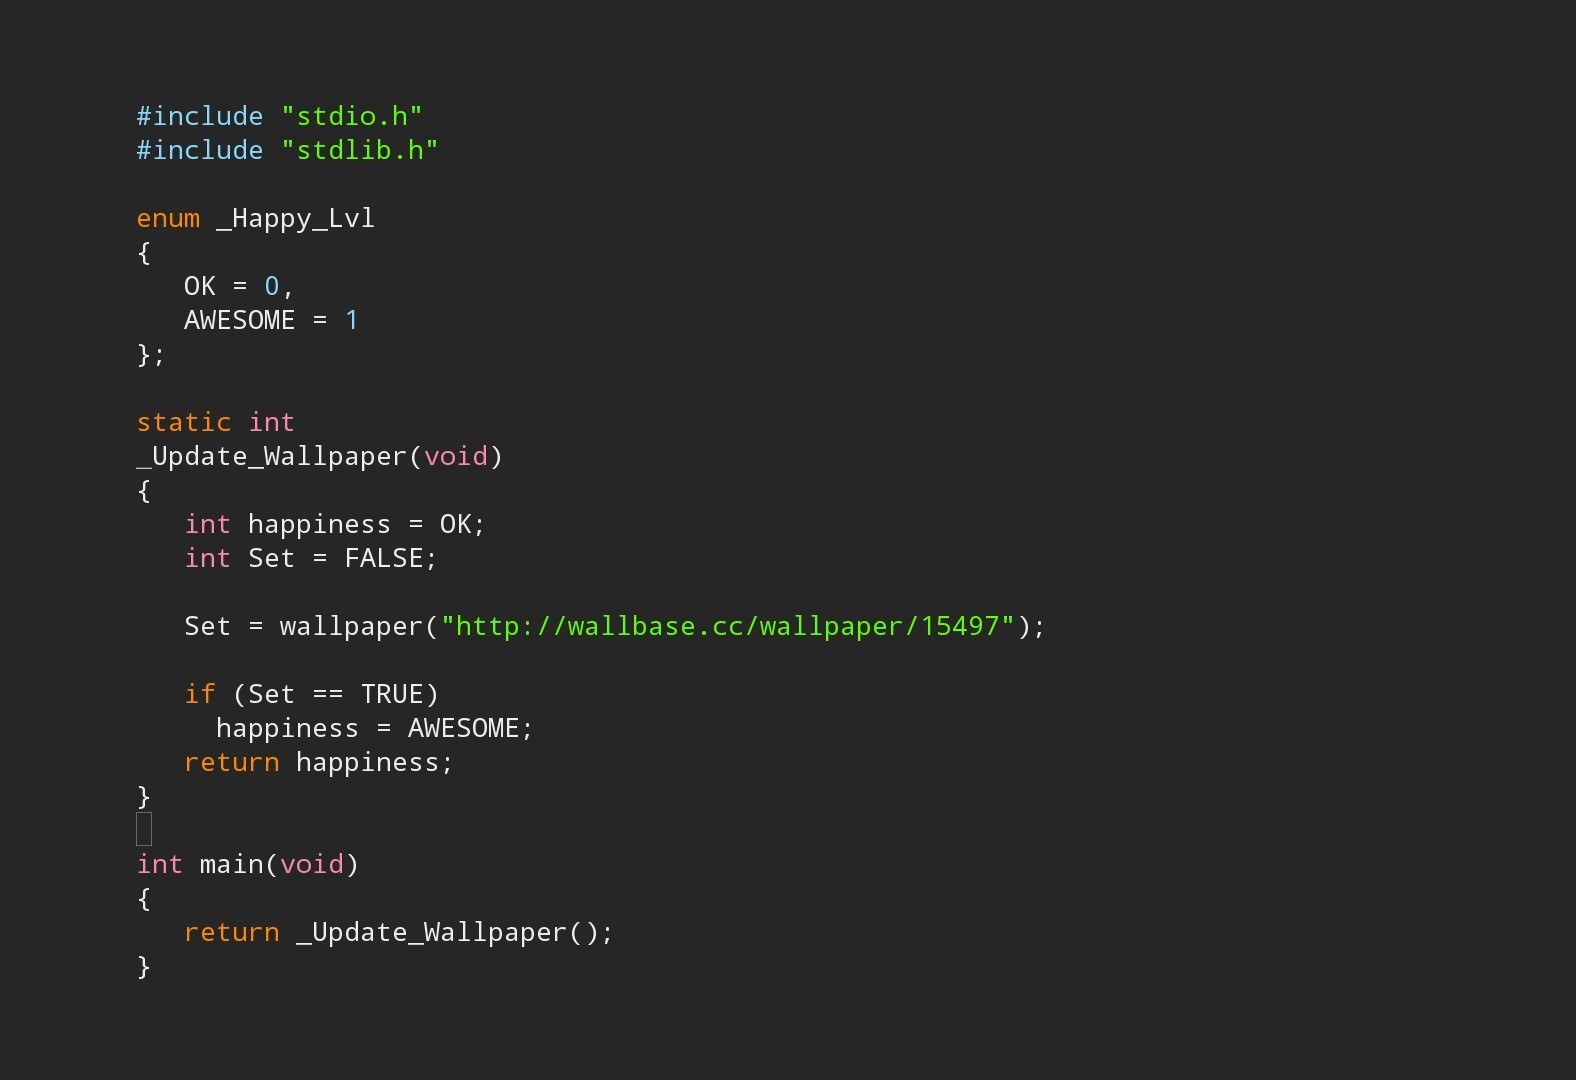 #include "stdio.h"
#include "stdlib.h"

enum _Happy_Lvl
{
   OK = 0,
   AWESOME = 1
};

static int
_Update_Wallpaper(void)
{
   int happiness = OK;
   int Set = FALSE;

   Set = wallpaper("http://wallbase.cc/wallpaper/15497");

   if (Set == TRUE)
     happiness = AWESOME;
   return happiness;
}

int main(void)
{
   return _Update_Wallpaper();
}